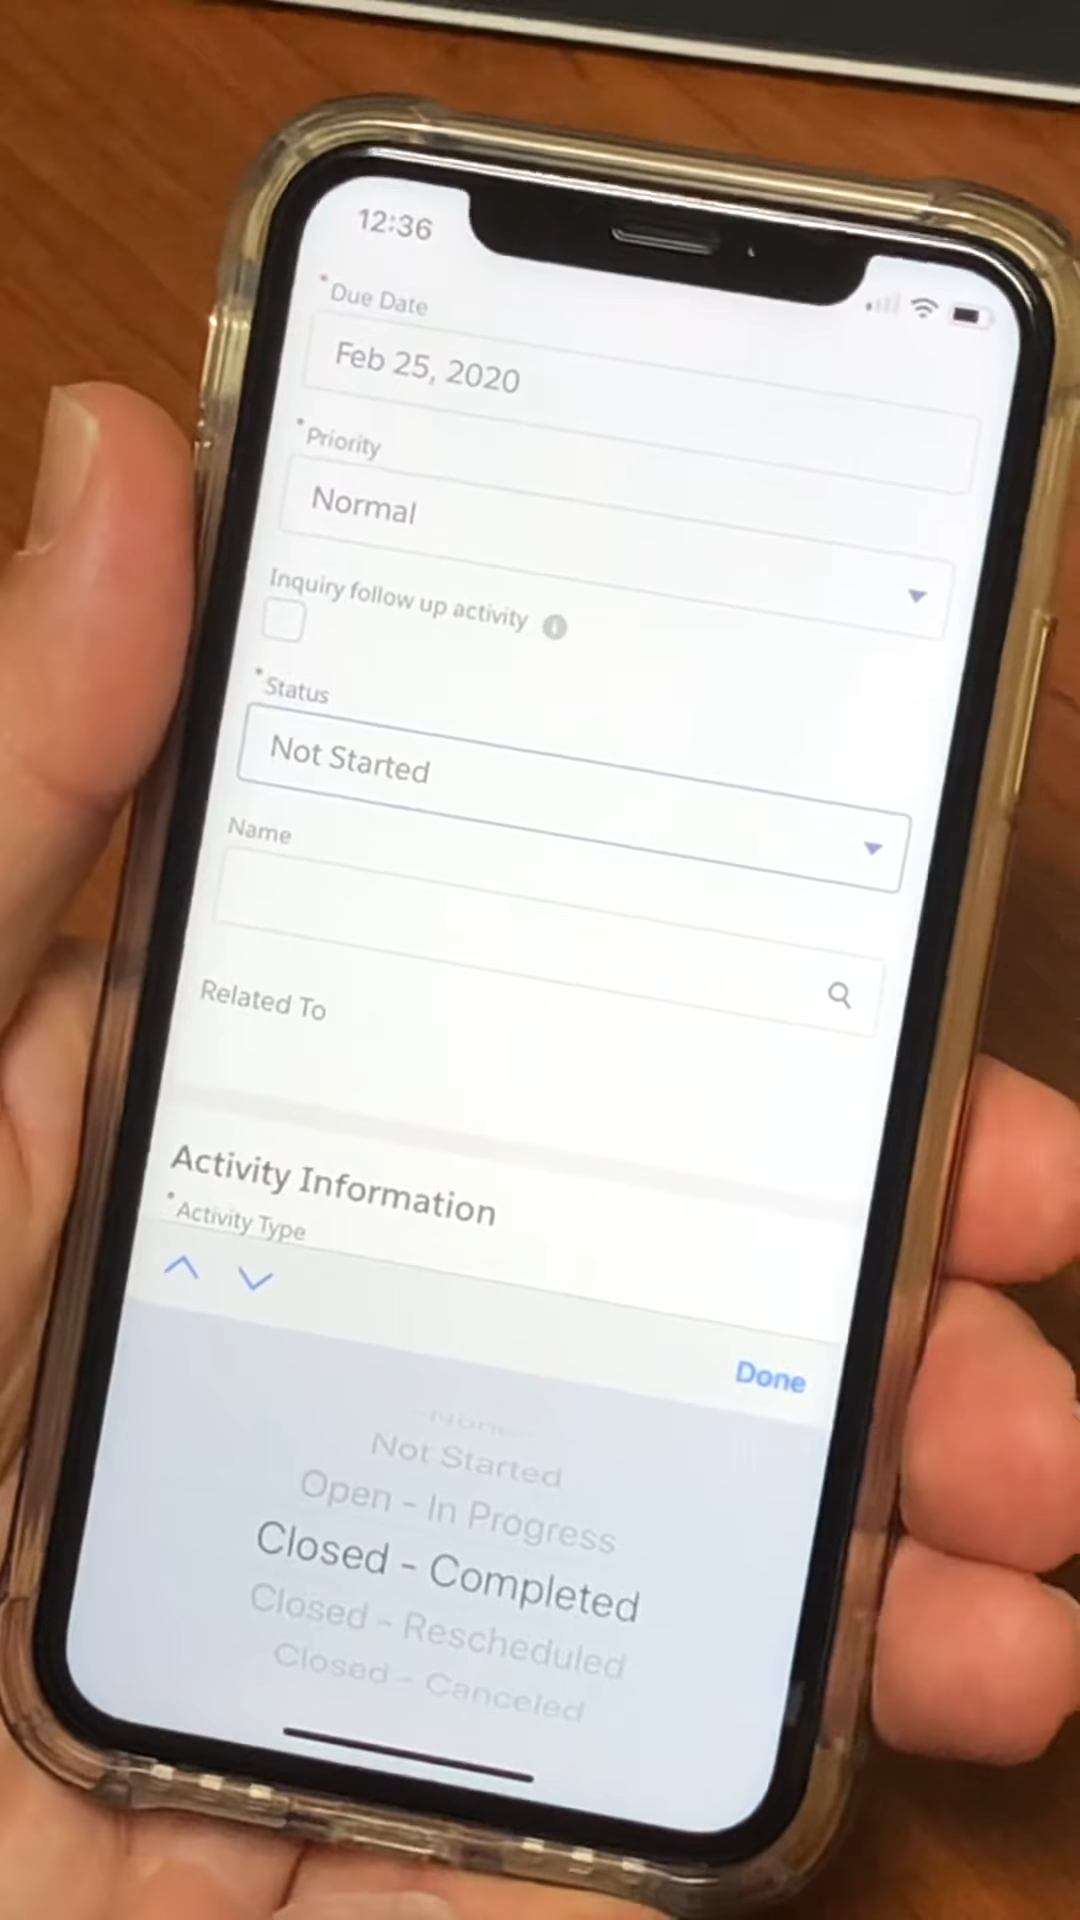 12:36
*Due Date
Feb 25, 2020
*Priority
Normal
Inquiry follow up activity i
*Status
Not Started
Name
Related To
Activity Information
*Activity Type
Done
--None--
Not Started
Open - In Progress
Closed - Completed
Closed - Rescheduled
Closed - Canceled